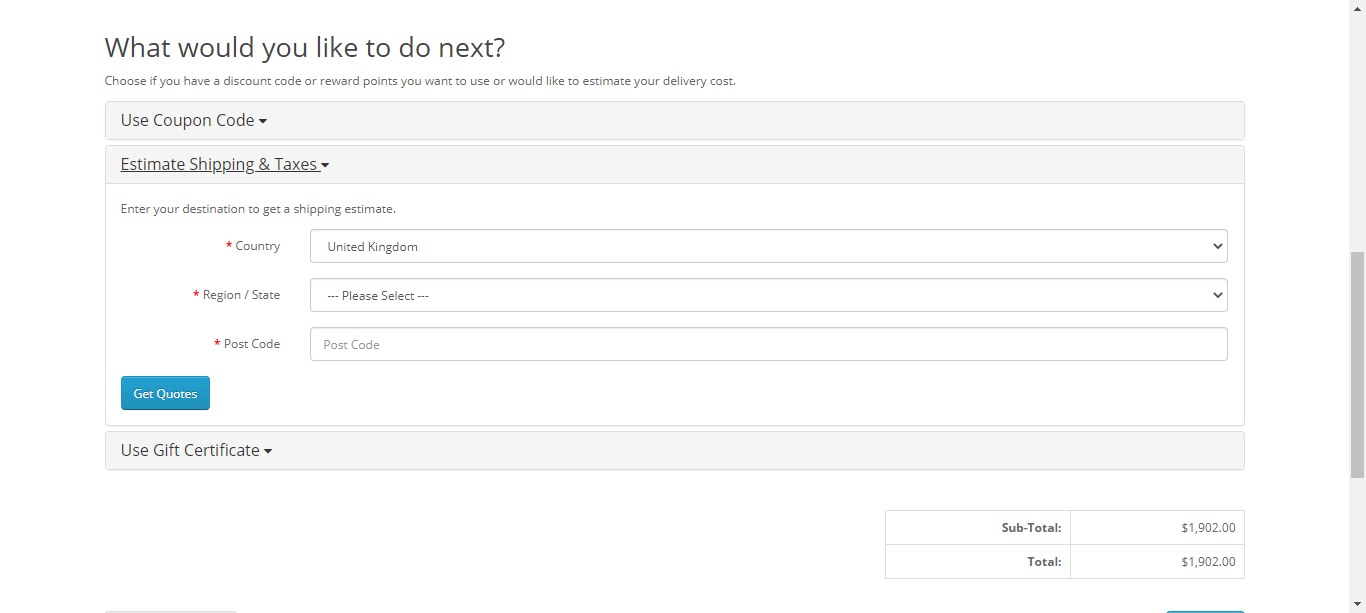 What would you like to do next?
Choose if you have a discount code or reward points you want to use or would like to estimate your delivery cost.
Use Coupon Code
Estimate Shipping & Taxes
Enter your destination to get a shipping estimate.
* Country
United Kingdom
* Region / State
--- Please Select ---
* Post Code
Post Code
Get Quotes
Use Gift Certificate
Sub-Total: $1,902.00
Total: $1,902.00